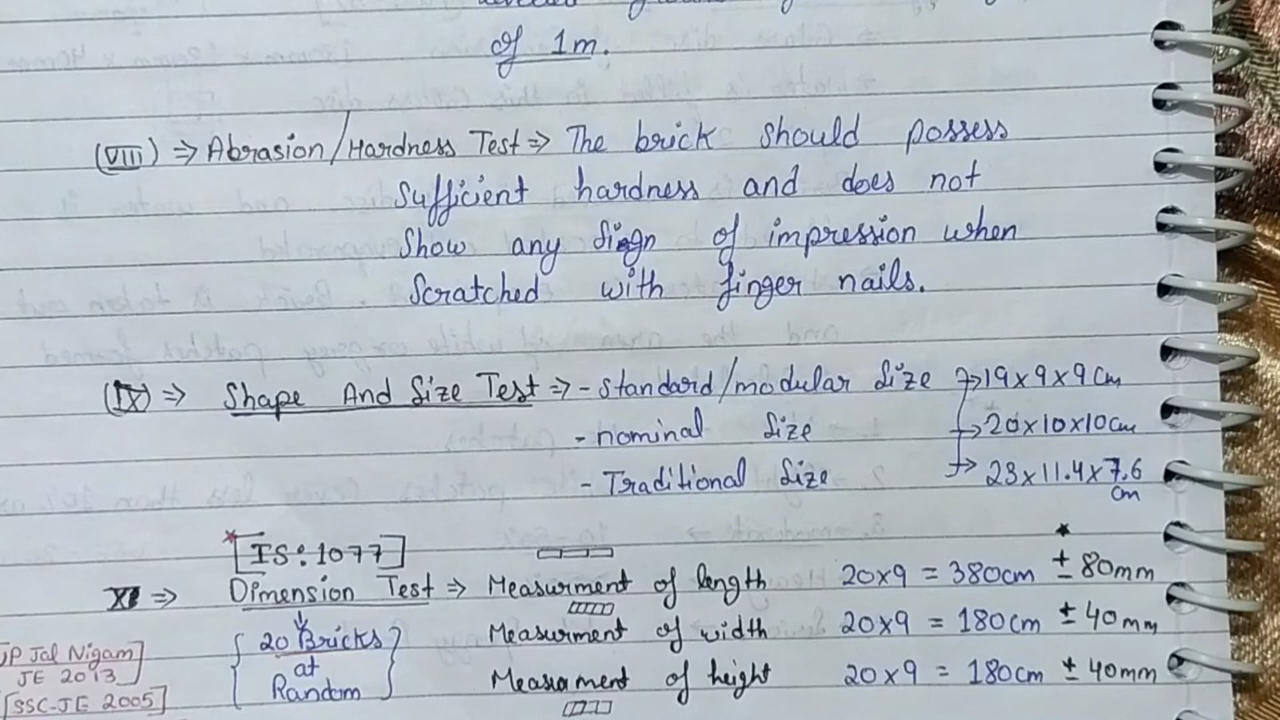 of 1m.
(VIII) ⇒ Abrasion/Hardness Test ⇒ The brick should possess
sufficient hardness and does not
show any sign of impression when
scratched with finger nails.
(IX) ⇒ Shape And Size Test ⇒ - standard/modular size → 19x9x9cm
- nominal size → 20x10x10cm
- Traditional size → 23x11.4x7.6
cm
*[IS:1077]
XI ⇒ Dimension Test ⇒ Measurment of length 20x9 = 380cm ± 80mm
{20 Bricks} Measurment of width 20x9 = 180cm ± 40mm
at
Random Measurment of height 20x9 = 180cm ± 40mm
UP Jal Nigam]
JE 2013
[SSC-JE 2005]